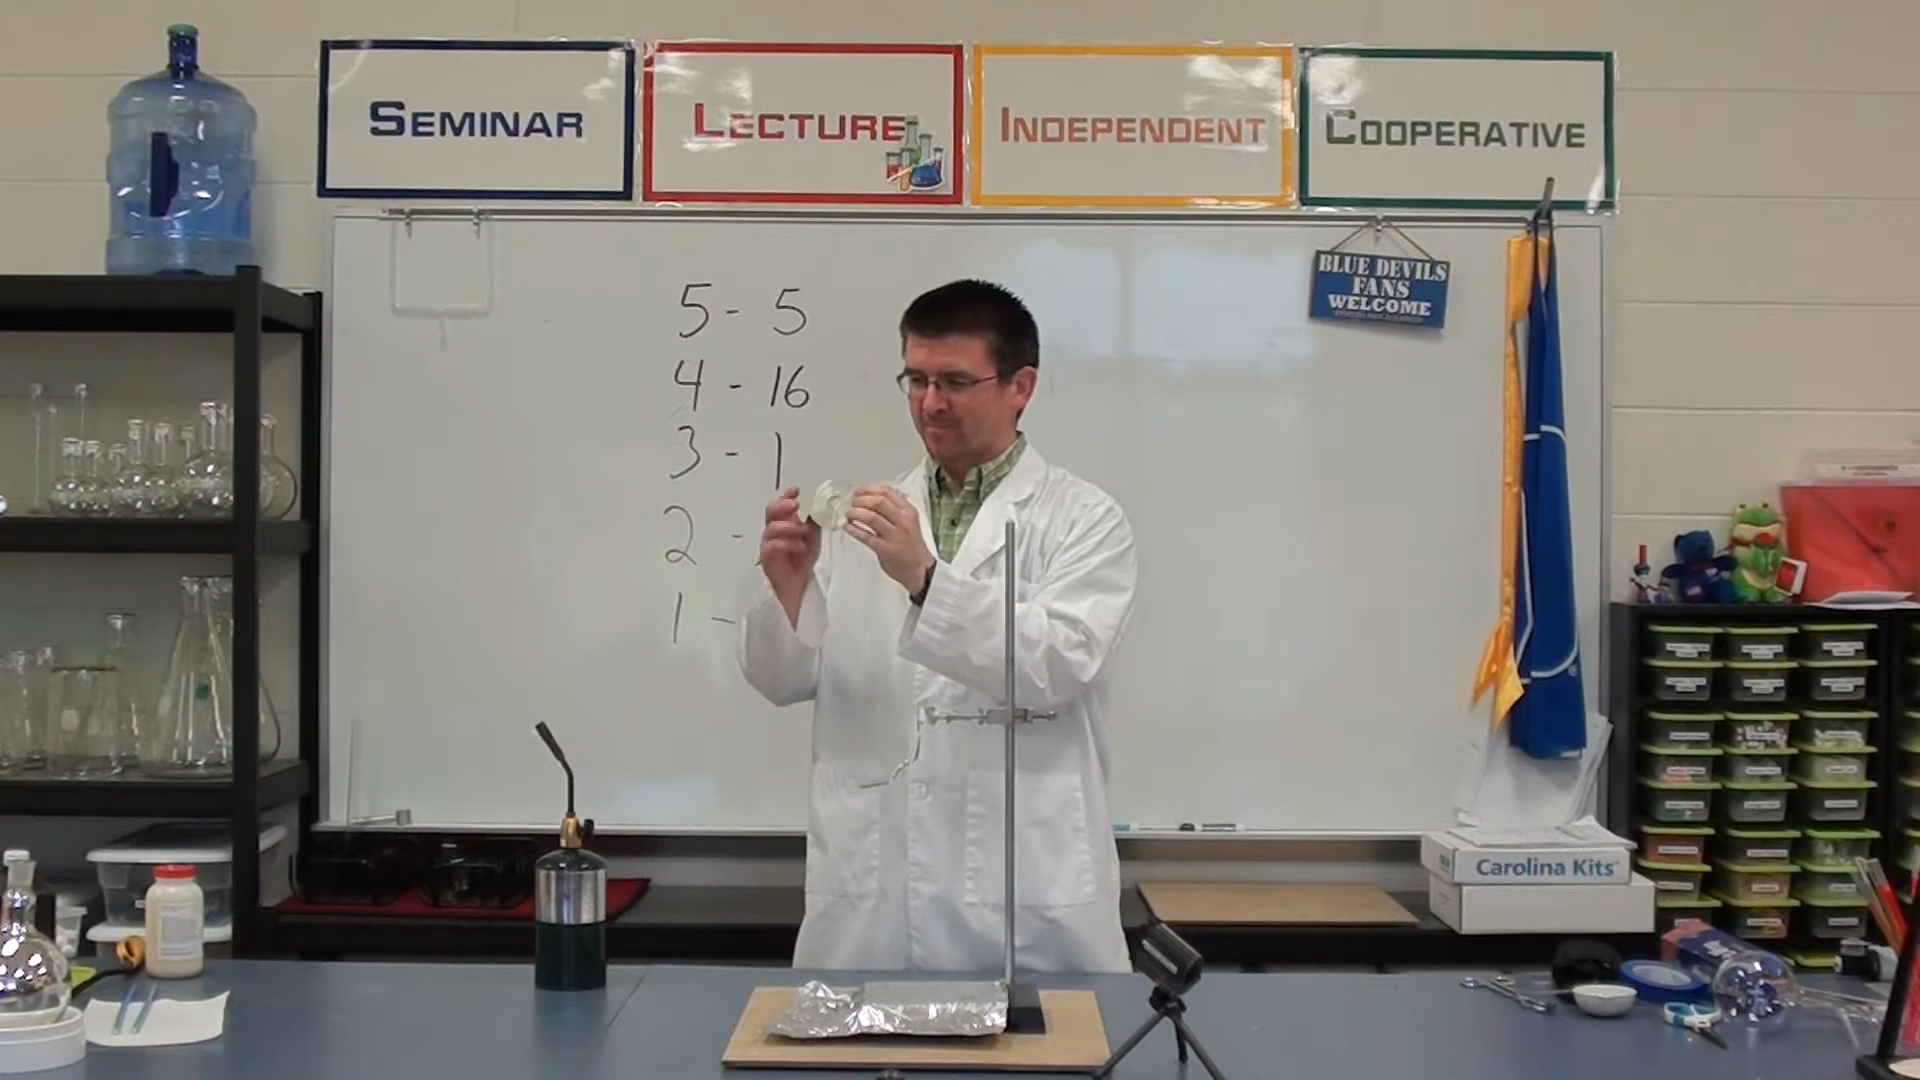 SEMINAR
LECTURE
INDEPENDENT
COOPERATIVE
BLUE DEVILS
FANS
WELCOME
5 - 5
4 - 16
3 - 1
2 -
1 -
Carolina Kits